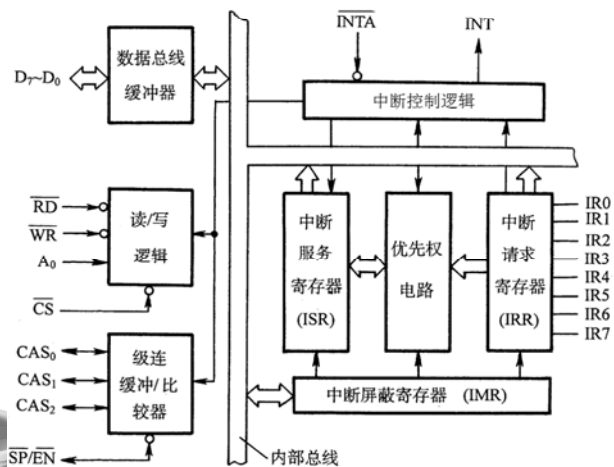 INTA
INT
D7~D0
数据总线
缓冲器
中断控制逻辑
RD
WR
A0
CS
读/写
逻辑
中断
服务
寄存器
(ISR)
优先权
电路
中断
请求
寄存器
(IRR)
IR0
IR1
IR2
IR3
IR4
IR5
IR6
IR7
CAS0
CAS1
CAS2
SP/EN
级连
缓冲/比
较器
中断屏蔽寄存器 (IMR)
内部总线